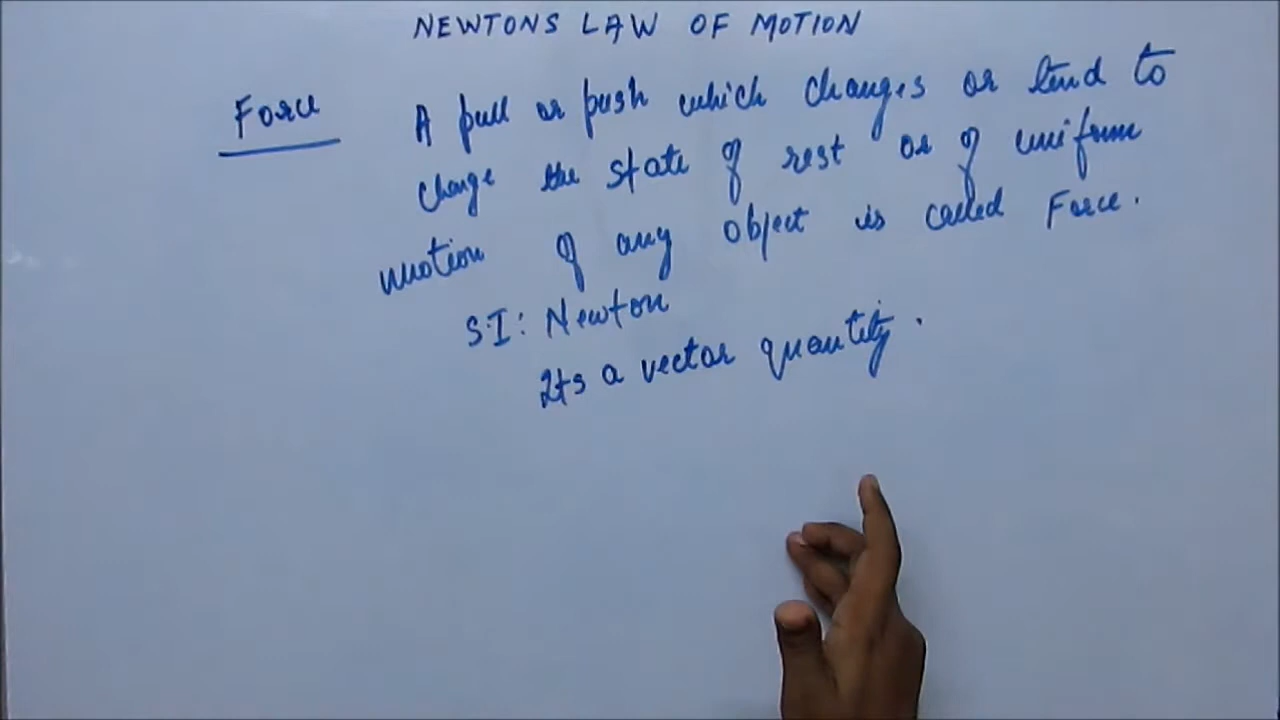 NEWTONS LAW OF MOTION
Force
A pull or push which changes or tend to
change the state of rest or of uniform
motion of any object is called Force.
S.I: Newton
Its a vector quantity.